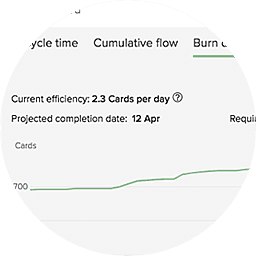 ycle time Cumulative flow Burn
Current efficiency: 2.3 Cards per day ?
Projected completion date: 12 Apr
Cards
700